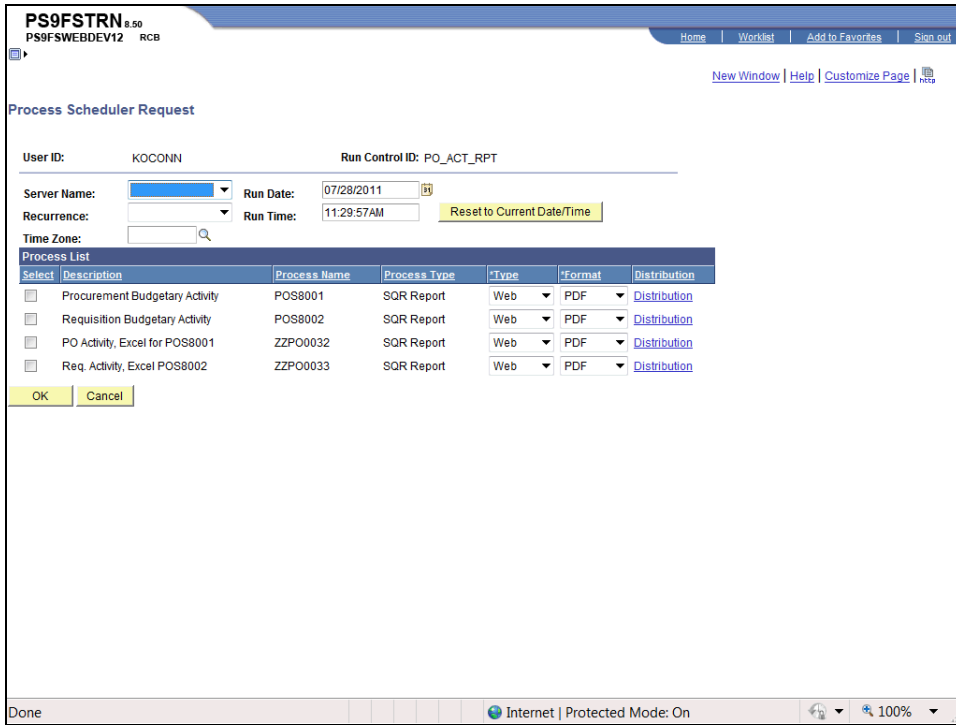 PS9FSTRN 8.50
PS9FSWEBDEV12 RCB
Home | Worklist | Add to Favorites | Sign out
New Window | Help | Customize Page | http
Process Scheduler Request
User ID: KOCONN Run Control ID: PO_ACT_RPT
Server Name: Run Date: 07/28/2011 31
Recurrence: Run Time: 11:29:57AM Reset to Current Date/Time
Time Zone:
Process List
Select Description Process Name Process Type *Type *Format Distribution
Procurement Budgetary Activity POS8001 SQR Report Web PDF Distribution
Requisition Budgetary Activity POS8002 SQR Report Web PDF Distribution
PO Activity, Excel for POS8001 ZZPO0032 SQR Report Web PDF Distribution
Req. Activity, Excel POS8002 ZZPO0033 SQR Report Web PDF Distribution
OK Cancel
Done Internet | Protected Mode: On 100%